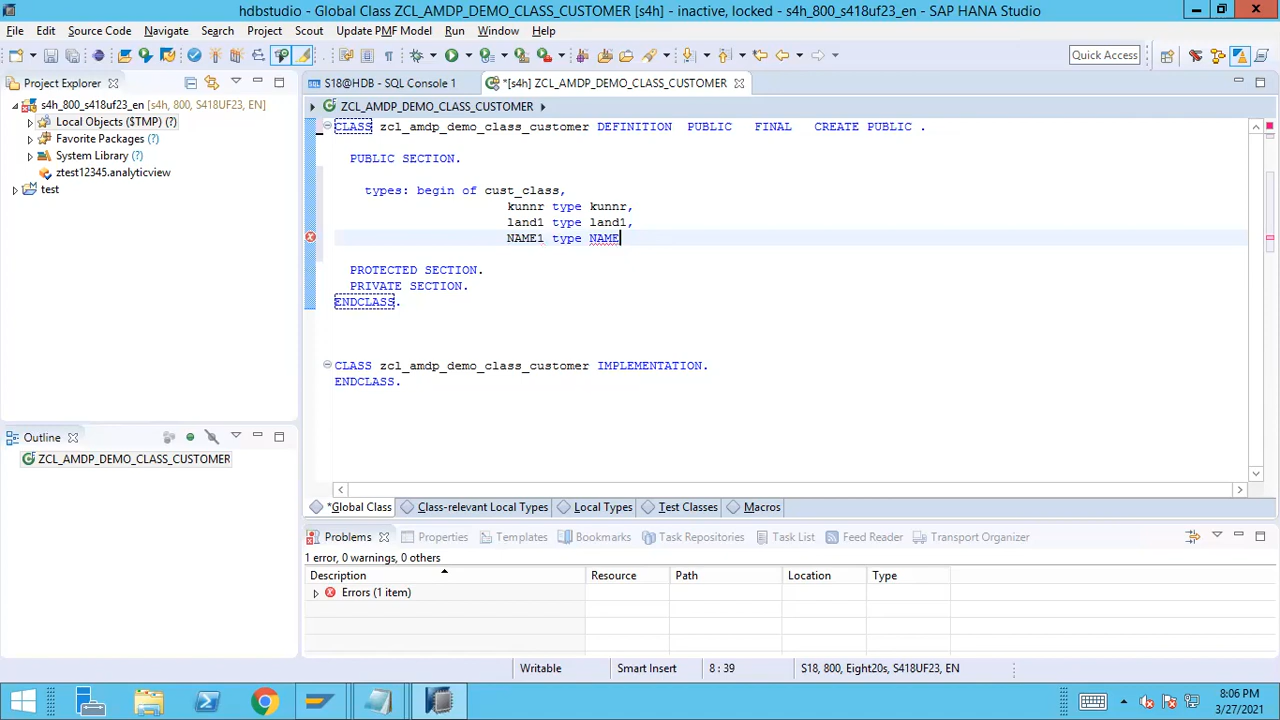 hdbstudio - Global Class ZCL_AMDP_DEMO_CLASS_CUSTOMER [s4h] - inactive, locked - s4h_800_s418uf23_en - SAP HANA Studio
File Edit Source Code Navigate Search Project Scout Update PMF Model Run Window Help
Quick Access
Project Explorer
S18@HDB - SQL Console 1
*[s4h] ZCL_AMDP_DEMO_CLASS_CUSTOMER
s4h_800_s418uf23_en [s4h, 800, S418UF23, EN]
Local Objects ($TMP) (?)
Favorite Packages (?)
System Library (?)
ztest12345.analyticview
test
ZCL_AMDP_DEMO_CLASS_CUSTOMER
CLASS zcl_amdp_demo_class_customer DEFINITION PUBLIC FINAL CREATE PUBLIC .
PUBLIC SECTION.
types: begin of cust_class,
kunnr type kunnr,
land1 type land1,
NAME1 type NAME
PROTECTED SECTION.
PRIVATE SECTION.
ENDCLASS.
CLASS zcl_amdp_demo_class_customer IMPLEMENTATION.
ENDCLASS.
Outline
ZCL_AMDP_DEMO_CLASS_CUSTOMER
*Global Class Class-relevant Local Types Local Types Test Classes Macros
Problems Properties Templates Bookmarks Task Repositories Task List Feed Reader Transport Organizer
1 error, 0 warnings, 0 others
Description Resource Path Location Type
Errors (1 item)
Writable Smart Insert 8 : 39 S18, 800, Eight20s, S418UF23, EN
8:06 PM
3/27/2021